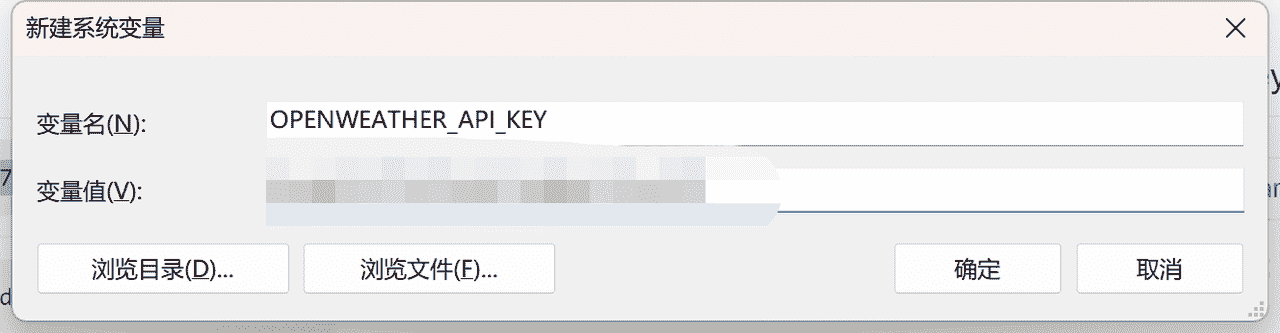 新建系统变量
变量名(N):
OPENWEATHER_API_KEY
变量值(V):
浏览目录(D)...
浏览文件(F)...
确定
取消